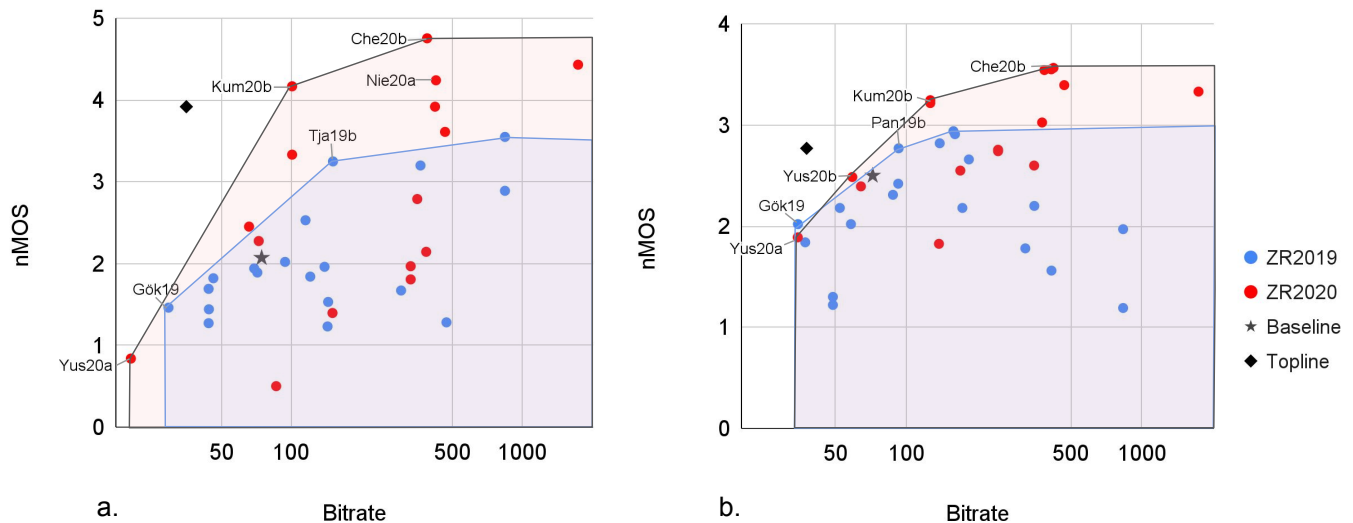 5
4
3
2
1
0
nMOS
50
100
500
1000
Bitrate
a.
Che20b
Nie20a
Kum20b
Tja19b
Gök19
Yus20a
4
3
2
1
0
nMOS
50
100
500
1000
Bitrate
b.
Che20b
Kum20b
Pan19b
Yus20b
Gök19
Yus20a
ZR2019
ZR2020
Baseline
Topline